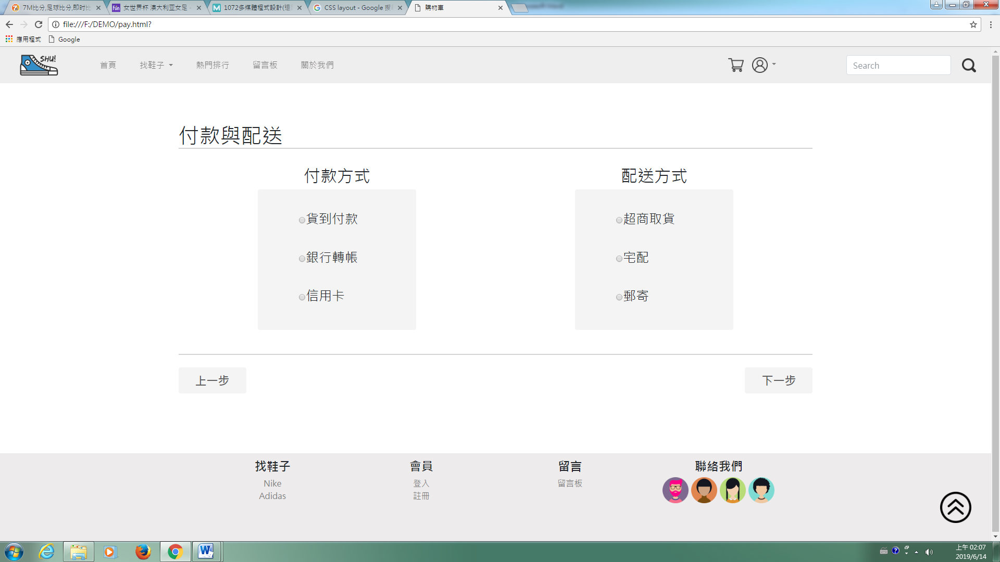 7M比分,足球比分,即时比
女世界杯 澳大利亚女足 -
1072多媒體程式設計(遠
CSS layout - Google 搜
購物車
file:///F:/DEMO/pay.html?
應用程式 Google
SHU!
首頁 找鞋子 熱門排行 留言板 關於我們 Search
付款與配送
付款方式 配送方式
貨到付款 超商取貨
銀行轉帳 宅配
信用卡 郵寄
上一步 下一步
找鞋子 會員 留言 聯絡我們
Nike 登入 留言板
Adidas 註冊
上午 02:07
2019/6/14